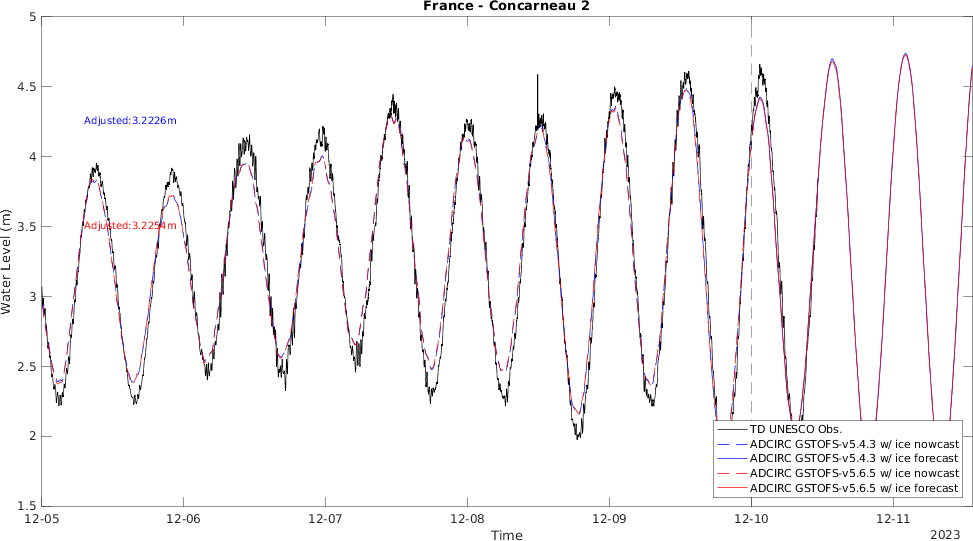 France - Concarneau 2
Water Level (m)
5
4.5
4
3.5
3
2.5
2
1.5
Adjusted:3.2226m
Adjusted:3.2254m
TD UNESCO Obs.
ADCIRC GSTOFS-v5.4.3 w/ ice nowcast
ADCIRC GSTOFS-v5.4.3 w/ ice forecast
ADCIRC GSTOFS-v5.6.5 w/ ice nowcast
ADCIRC GSTOFS-v5.6.5 w/ ice forecast
12-05 12-06 12-07 12-08 12-09 12-10 12-11
Time
2023